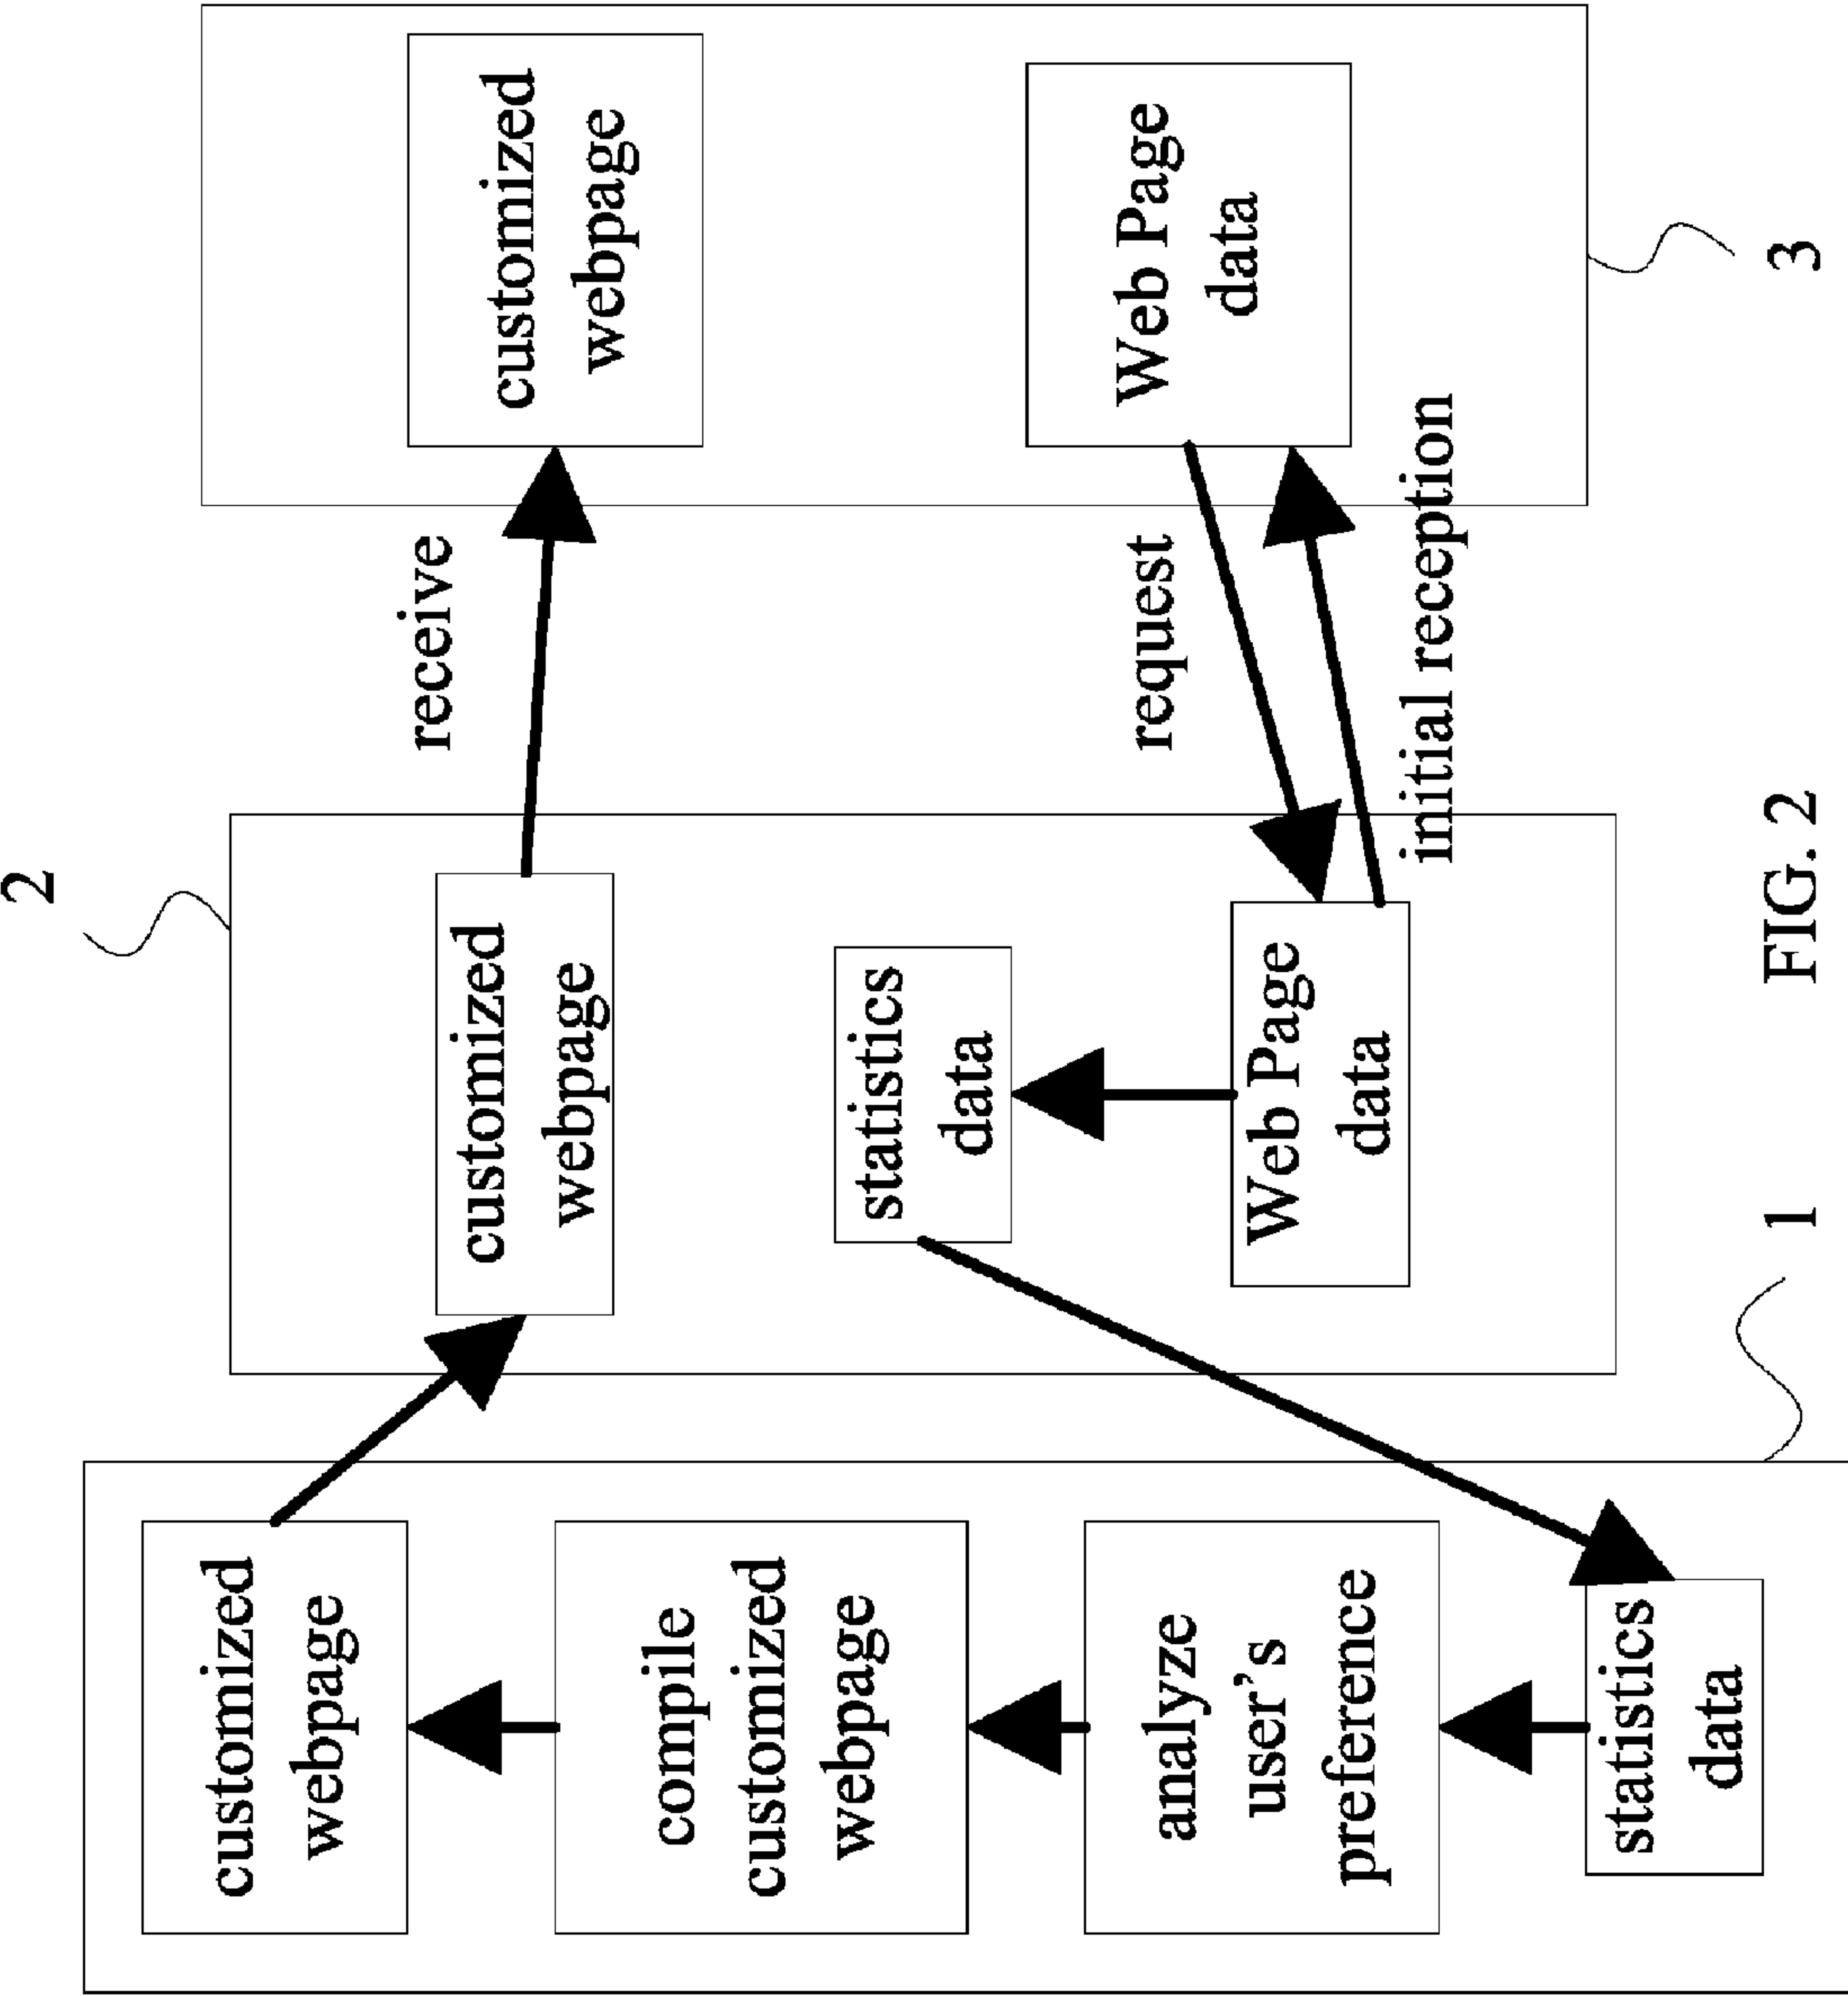 2
customized
webpage
compile
customized
webpage
analyze
user's
preference
statistics
data
1
customized
webpage
statistics
data
Web Page
data
receive
request
initial reception
customized
webpage
Web Page
data
3
FIG. 2